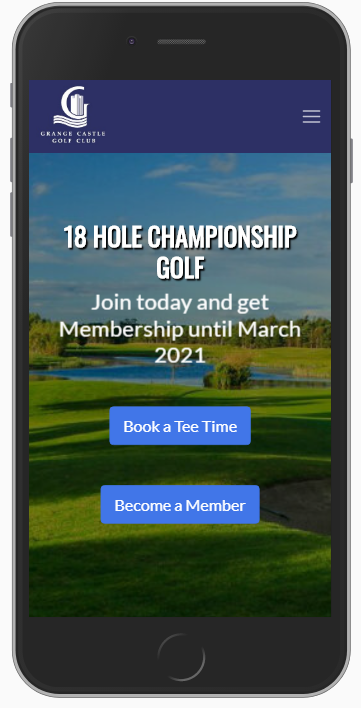 GRANGE CASTLE
GOLF CLUB
18 HOLE CHAMPIONSHIP
GOLF
Join today and get
Membership until March
2021
Book a Tee Time
Become a Member